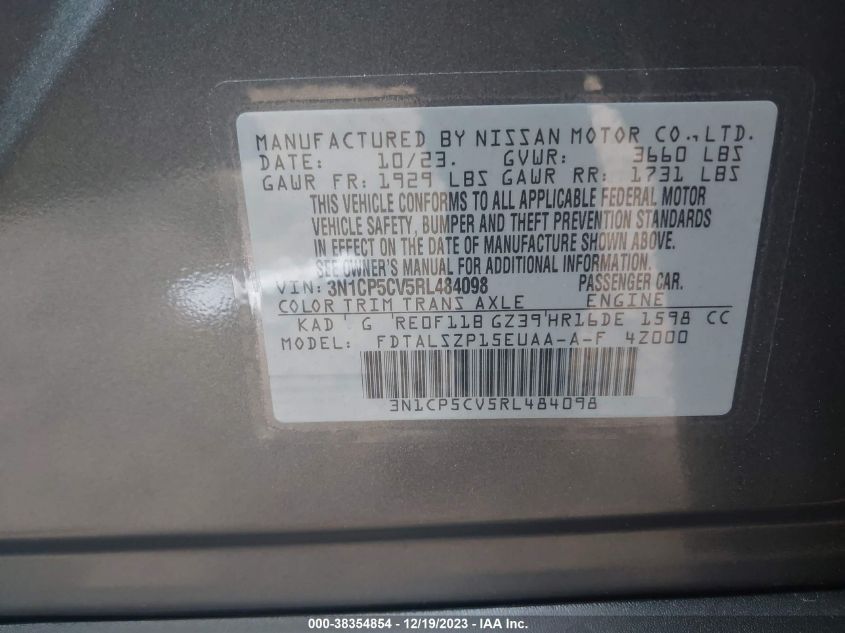 MANUFACTURED BY NISSAN MOTOR CO., LTD.
DATE: 10/23. GVWR: 3660 LBS
GAWR FR: 1929 LBS GAWR RR: 1731 LBS
THIS VEHICLE CONFORMS TO ALL APPLICABLE FEDERAL MOTOR
VEHICLE SAFETY, BUMPER AND THEFT PREVENTION STANDARDS
IN EFFECT ON THE DATE OF MANUFACTURE SHOWN ABOVE.
SEE OWNER'S MANUAL FOR ADDITIONAL INFORMATION.
VIN: 3N1CP5CV5RL484098 PASSENGER CAR.
COLOR TRIM TRANS AXLE ENGINE
KAD G RE0F11B GZ39 HR16DE 1598 CC
MODEL: FDTALSZP15EUAA-A-F 4Z000
3N1CP5CV5RL484098
000-38354854 - 12/19/2023 - IAAI.com